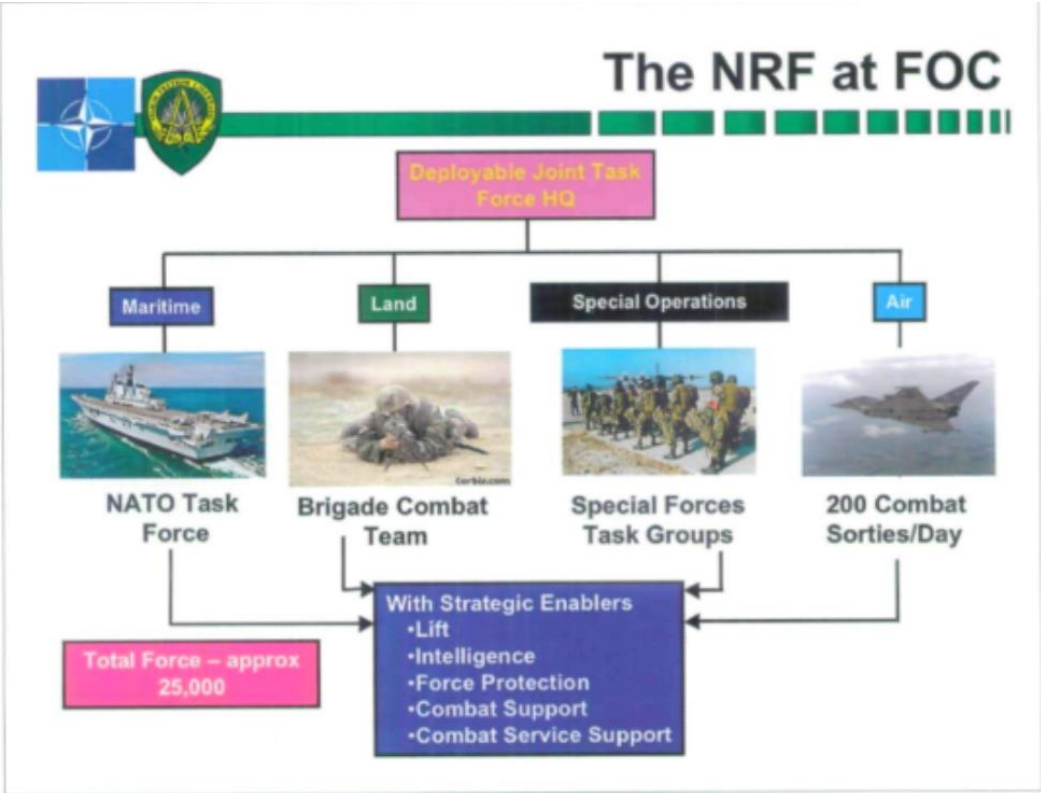 The NRF at FOC
Deployable Joint Task
Force HQ
Maritime
Land
Special Operations
Air
Corbis.com
NATO Task
Force
Brigade Combat
Team
Special Forces
Task Groups
200 Combat
Sorties/Day
With Strategic Enablers
•Lift
•Intelligence
•Force Protection
•Combat Support
•Combat Service Support
Total Force – approx
25,000